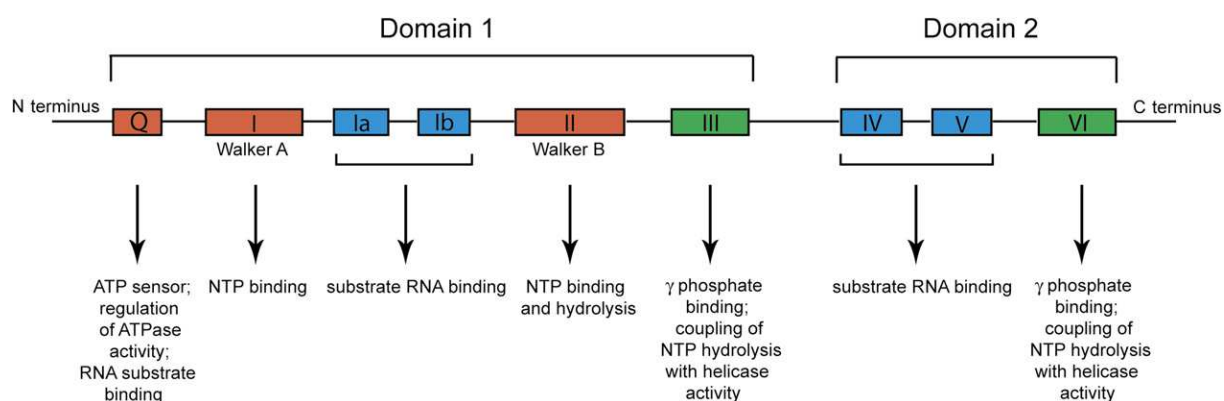 Domain 1
Domain 2
N terminus
C terminus
Q
I
Ia
Ib
II
III
IV
V
VI
Walker A
Walker B
ATP sensor;
regulation
of ATPase
activity;
RNA substrate
binding
NTP binding
substrate RNA binding
NTP binding
and hydrolysis
γ phosphate
binding;
coupling of
NTP hydrolysis
with helicase
activity
substrate RNA binding
γ phosphate
binding;
coupling of
NTP hydrolysis
with helicase
activity